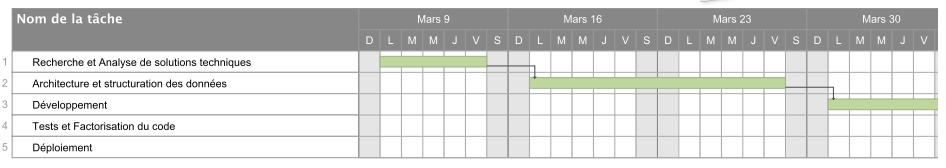 Nom de la tâche
Mars 9 Mars 16 Mars 23 Mars 30
D L M M J V S D L M M J V S D L M M J V S D L M M J V
1 Recherche et Analyse de solutions techniques
2 Architecture et structuration des données
3 Développement
4 Tests et Factorisation du code
5 Déploiement